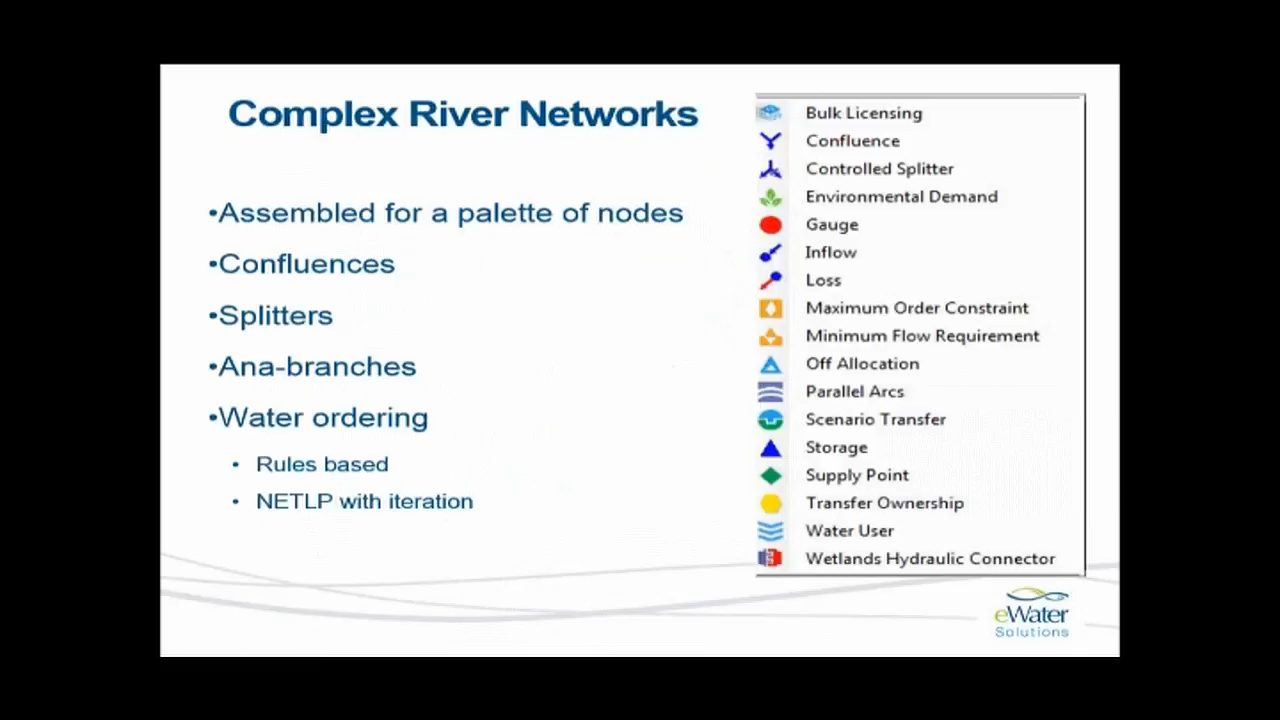 Complex River Networks
•Assembled for a palette of nodes
•Confluences
•Splitters
•Ana-branches
•Water ordering
• Rules based
• NETLP with iteration
Bulk Licensing
Confluence
Controlled Splitter
Environmental Demand
Gauge
Inflow
Loss
Maximum Order Constraint
Minimum Flow Requirement
Off Allocation
Parallel Arcs
Scenario Transfer
Storage
Supply Point
Transfer Ownership
Water User
Wetlands Hydraulic Connector
eWater
Solutions